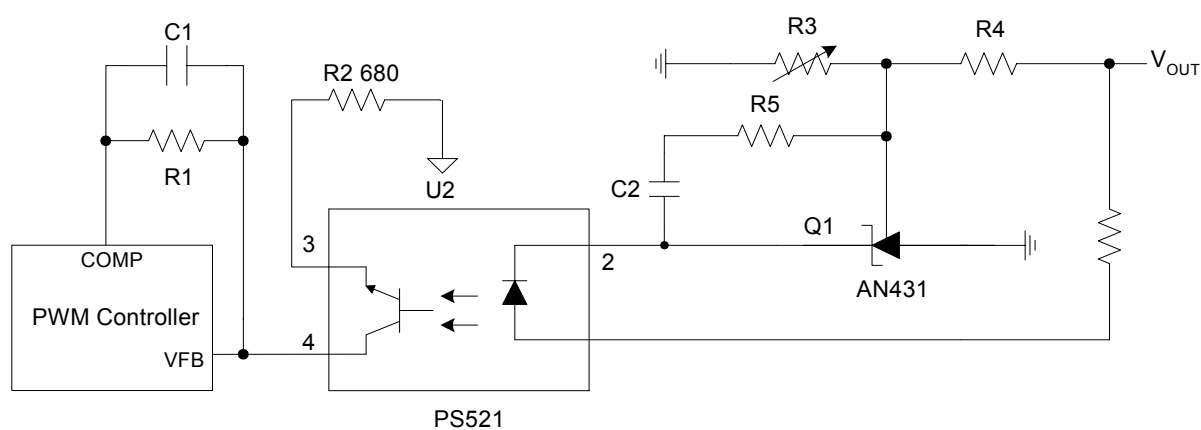 C1
R3
R4
V_OUT
R2 680
R5
R1
U2
C2
Q1
3
2
COMP
AN431
PWM Controller
4
VFB
PS521